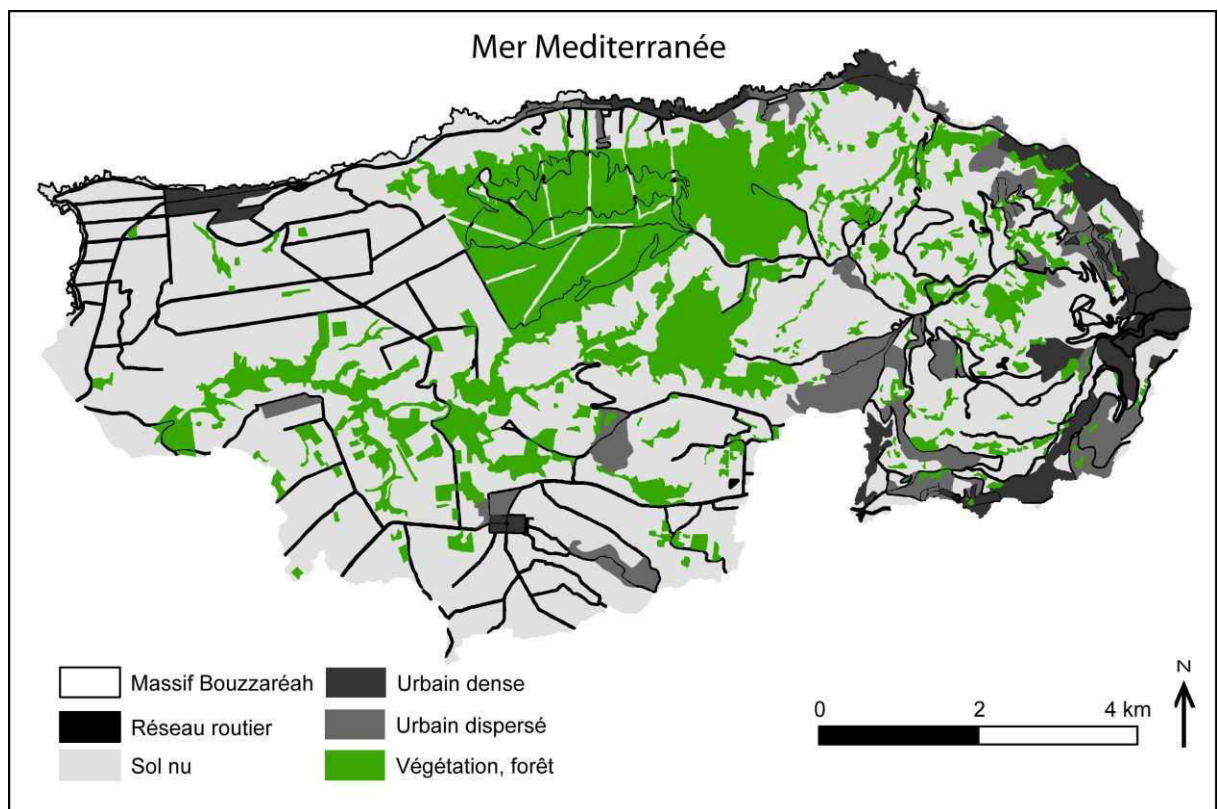 Mer Mediterranée
Massif Bouzzaréah
Réseau routier
Sol nu
Urbain dense
Urbain dispersé
Végétation, forêt
0 2 4 km
N